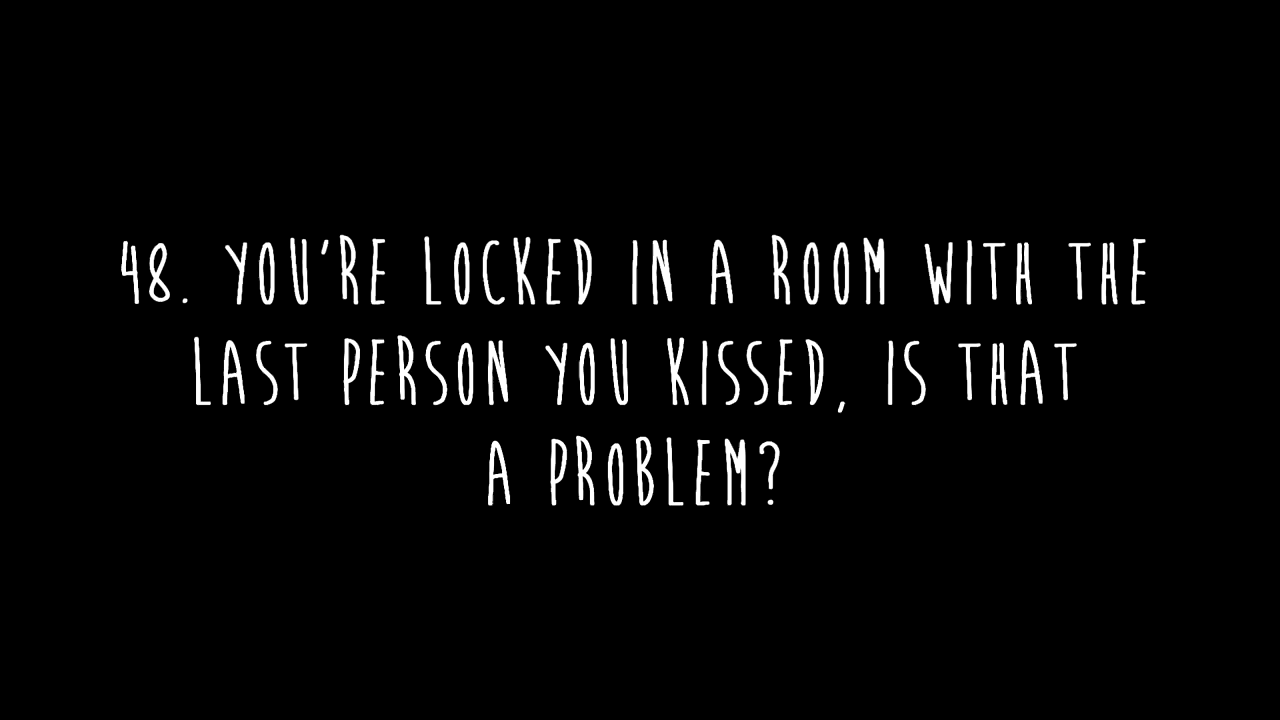 48. YOU'RE LOCKED IN A ROOM WITH THE
LAST PERSON YOU KISSED, IS THAT
A PROBLEM?